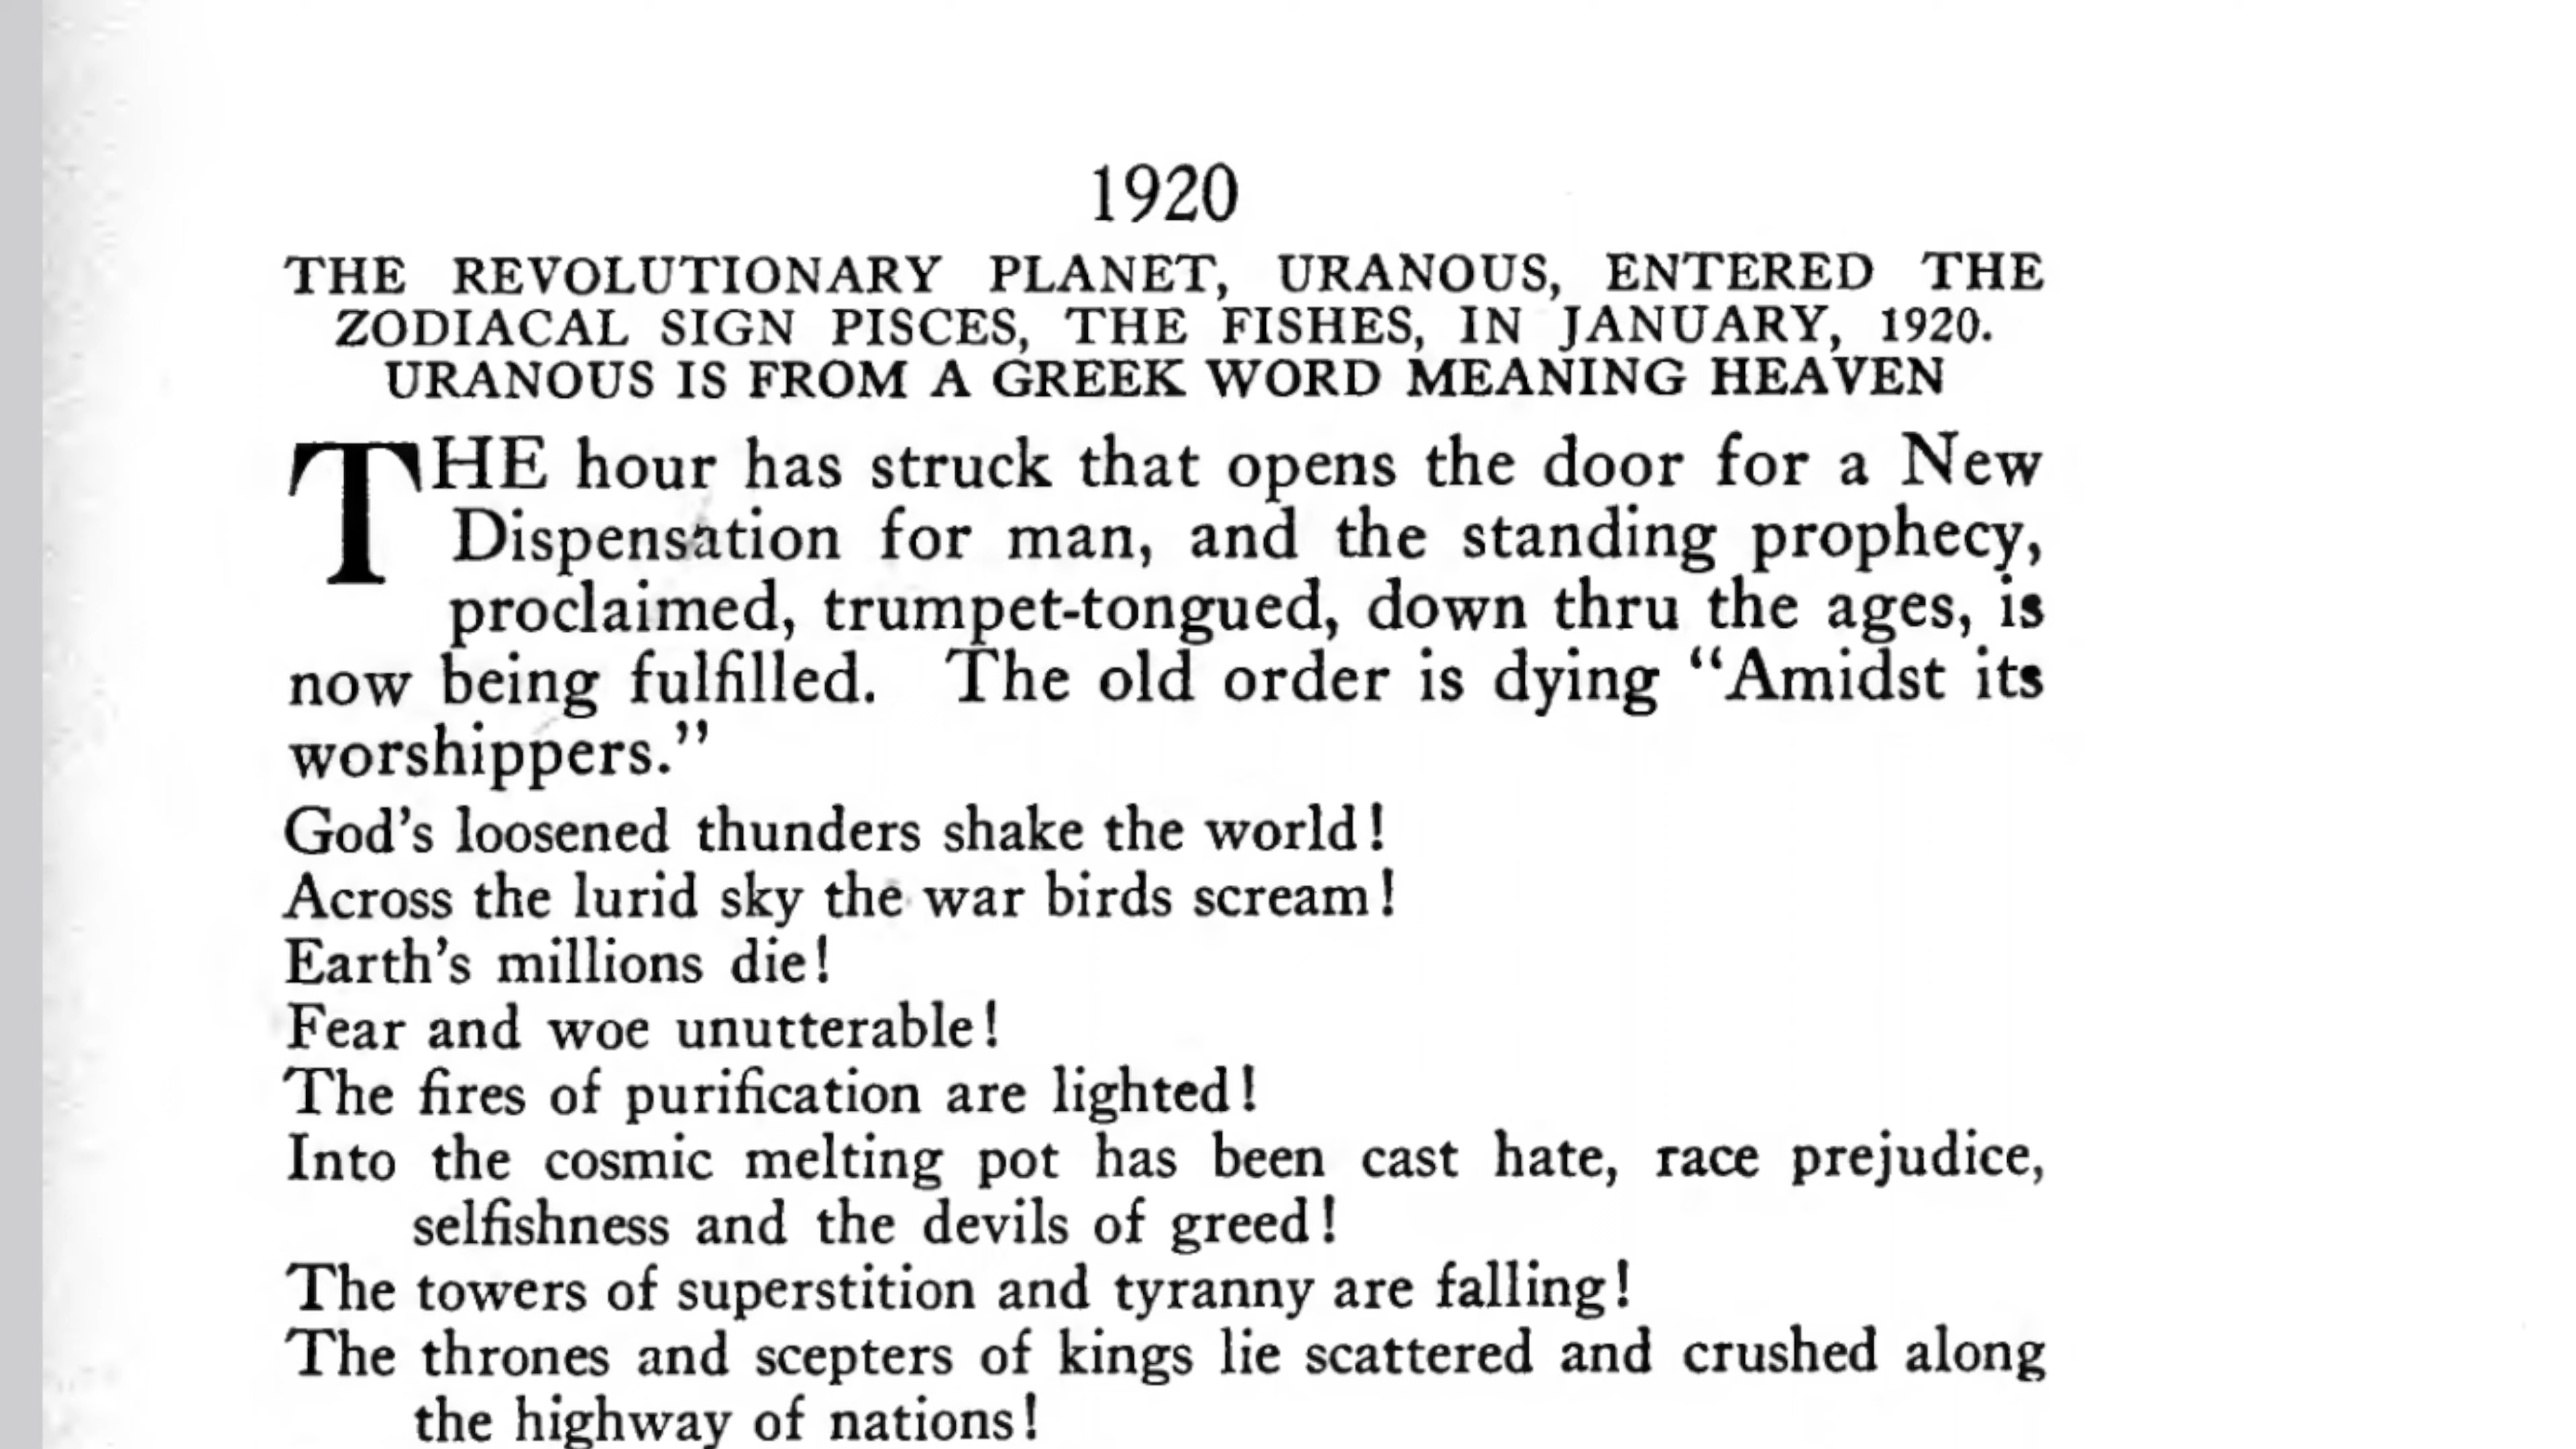 1920
THE REVOLUTIONARY PLANET, URANOUS, ENTERED THE
ZODIACAL SIGN PISCES, THE FISHES, IN JANUARY, 1920.
URANOUS IS FROM A GREEK WORD MEANING HEAVEN
THE hour has struck that opens the door for a New
Dispensation for man, and the standing prophecy,
proclaimed, trumpet-tongued, down thru the ages, is
now being fulfilled. The old order is dying "Amidst its
worshippers."
God's loosened thunders shake the world!
Across the lurid sky the war birds scream!
Earth's millions die!
Fear and woe unutterable!
The fires of purification are lighted!
Into the cosmic melting pot has been cast hate, race prejudice,
selfishness and the devils of greed!
The towers of superstition and tyranny are falling!
The thrones and scepters of kings lie scattered and crushed along
the highway of nations!